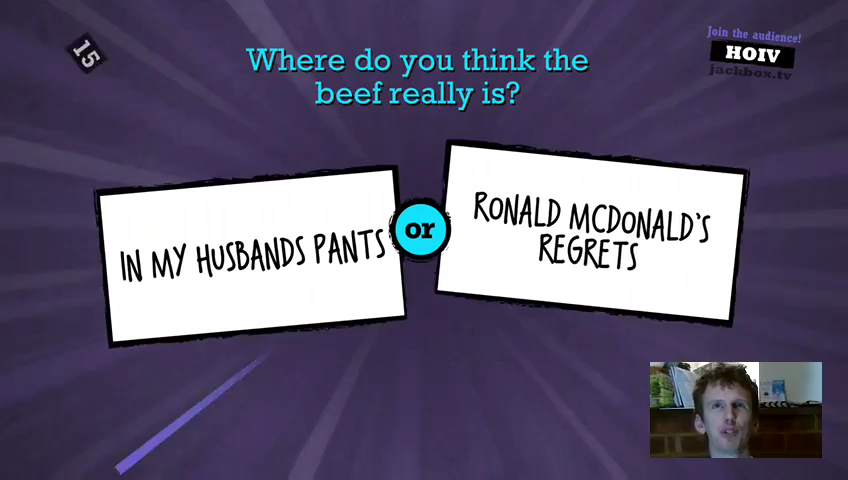 15
Where do you think the
beef really is?
Join the audience!
HOIV
jackbox.tv
IN MY HUSBANDS PANTS
or
RONALD MCDONALD'S
REGRETS